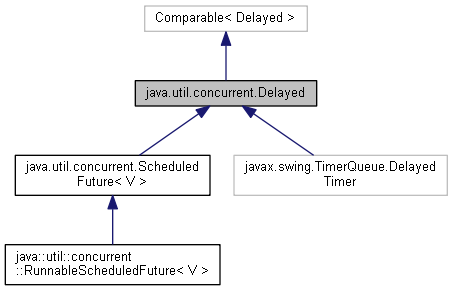 Comparable< Delayed >
java.util.concurrent.Delayed
java.util.concurrent.Scheduled
Future< V >
javax.swing.TimerQueue.Delayed
Timer
java::util::concurrent
::RunnableScheduledFuture< V >